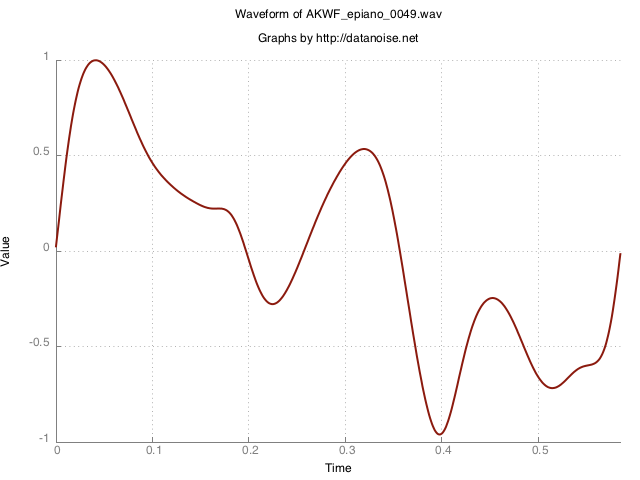 Waveform of AKWF_epiano_0049.wav
Graphs by http://datanoise.net
1
0.5
0
-0.5
-1
Value
0 0.1 0.2 0.3 0.4 0.5
Time